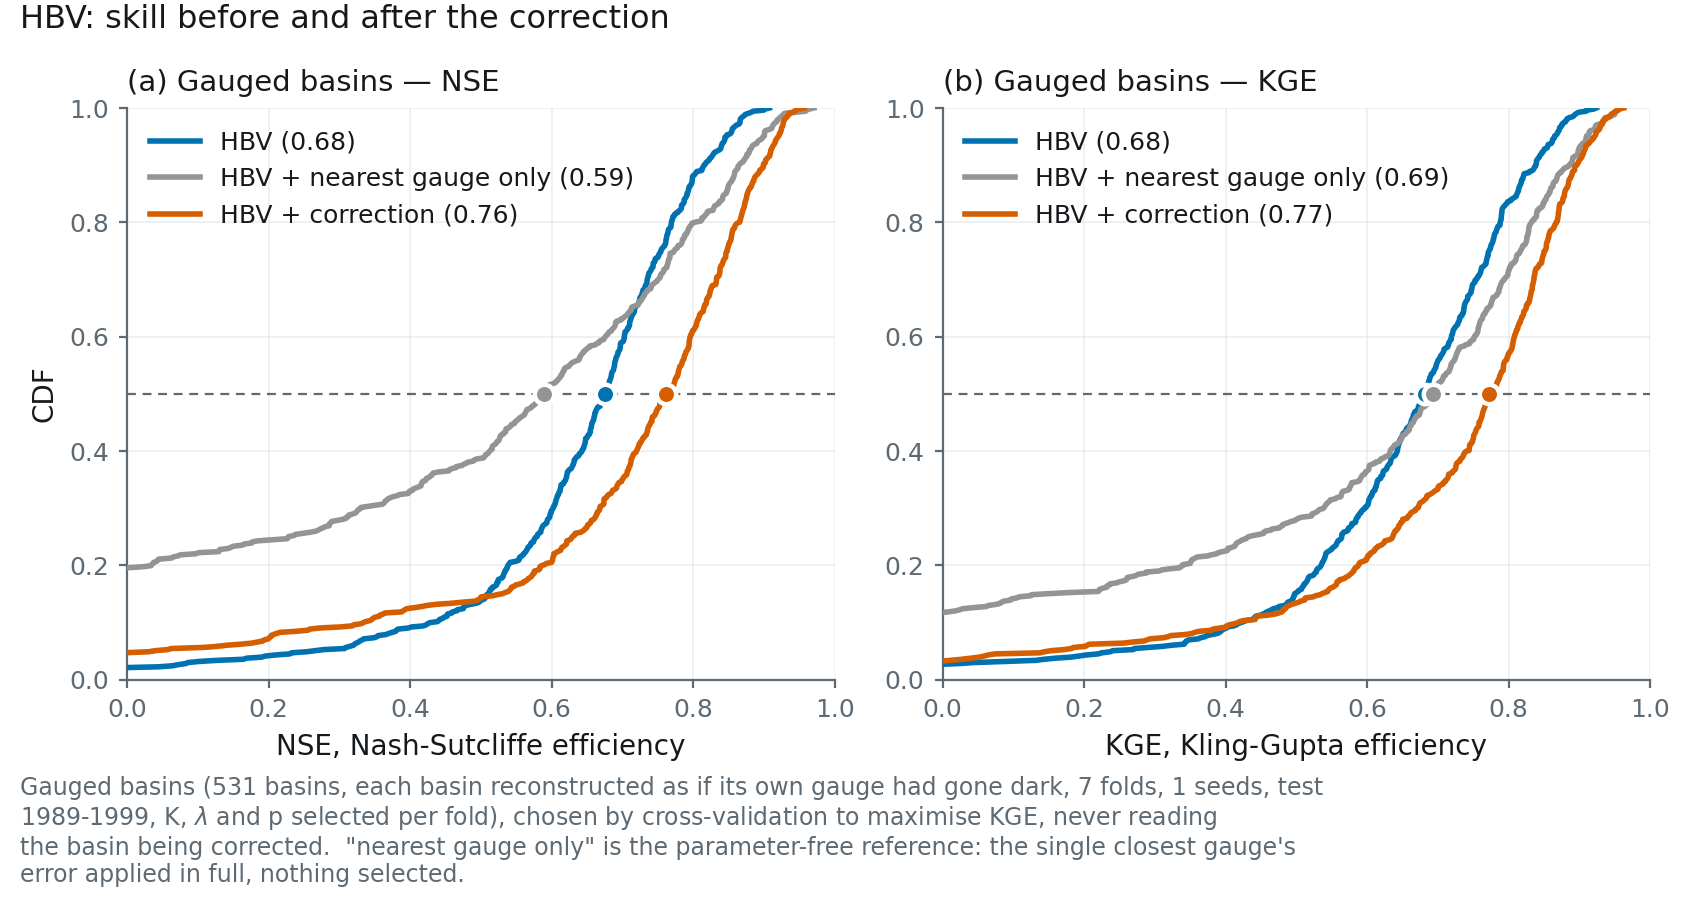 HBV: skill before and after the correction
(a) Gauged basins — NSE
1.0
0.8
0.6
0.4
0.2
0.0
CDF
HBV (0.68)
HBV + nearest gauge only (0.59)
HBV + correction (0.76)
0.0 0.2 0.4 0.6 0.8 1.0
NSE, Nash-Sutcliffe efficiency
(b) Gauged basins — KGE
1.0
0.8
0.6
0.4
0.2
0.0
HBV (0.68)
HBV + nearest gauge only (0.69)
HBV + correction (0.77)
0.0 0.2 0.4 0.6 0.8 1.0
KGE, Kling-Gupta efficiency
Gauged basins (531 basins, each basin reconstructed as if its own gauge had gone dark, 7 folds, 1 seeds, test
1989-1999, K, λ and p selected per fold), chosen by cross-validation to maximise KGE, never reading
the basin being corrected.  "nearest gauge only" is the parameter-free reference: the single closest gauge's
error applied in full, nothing selected.